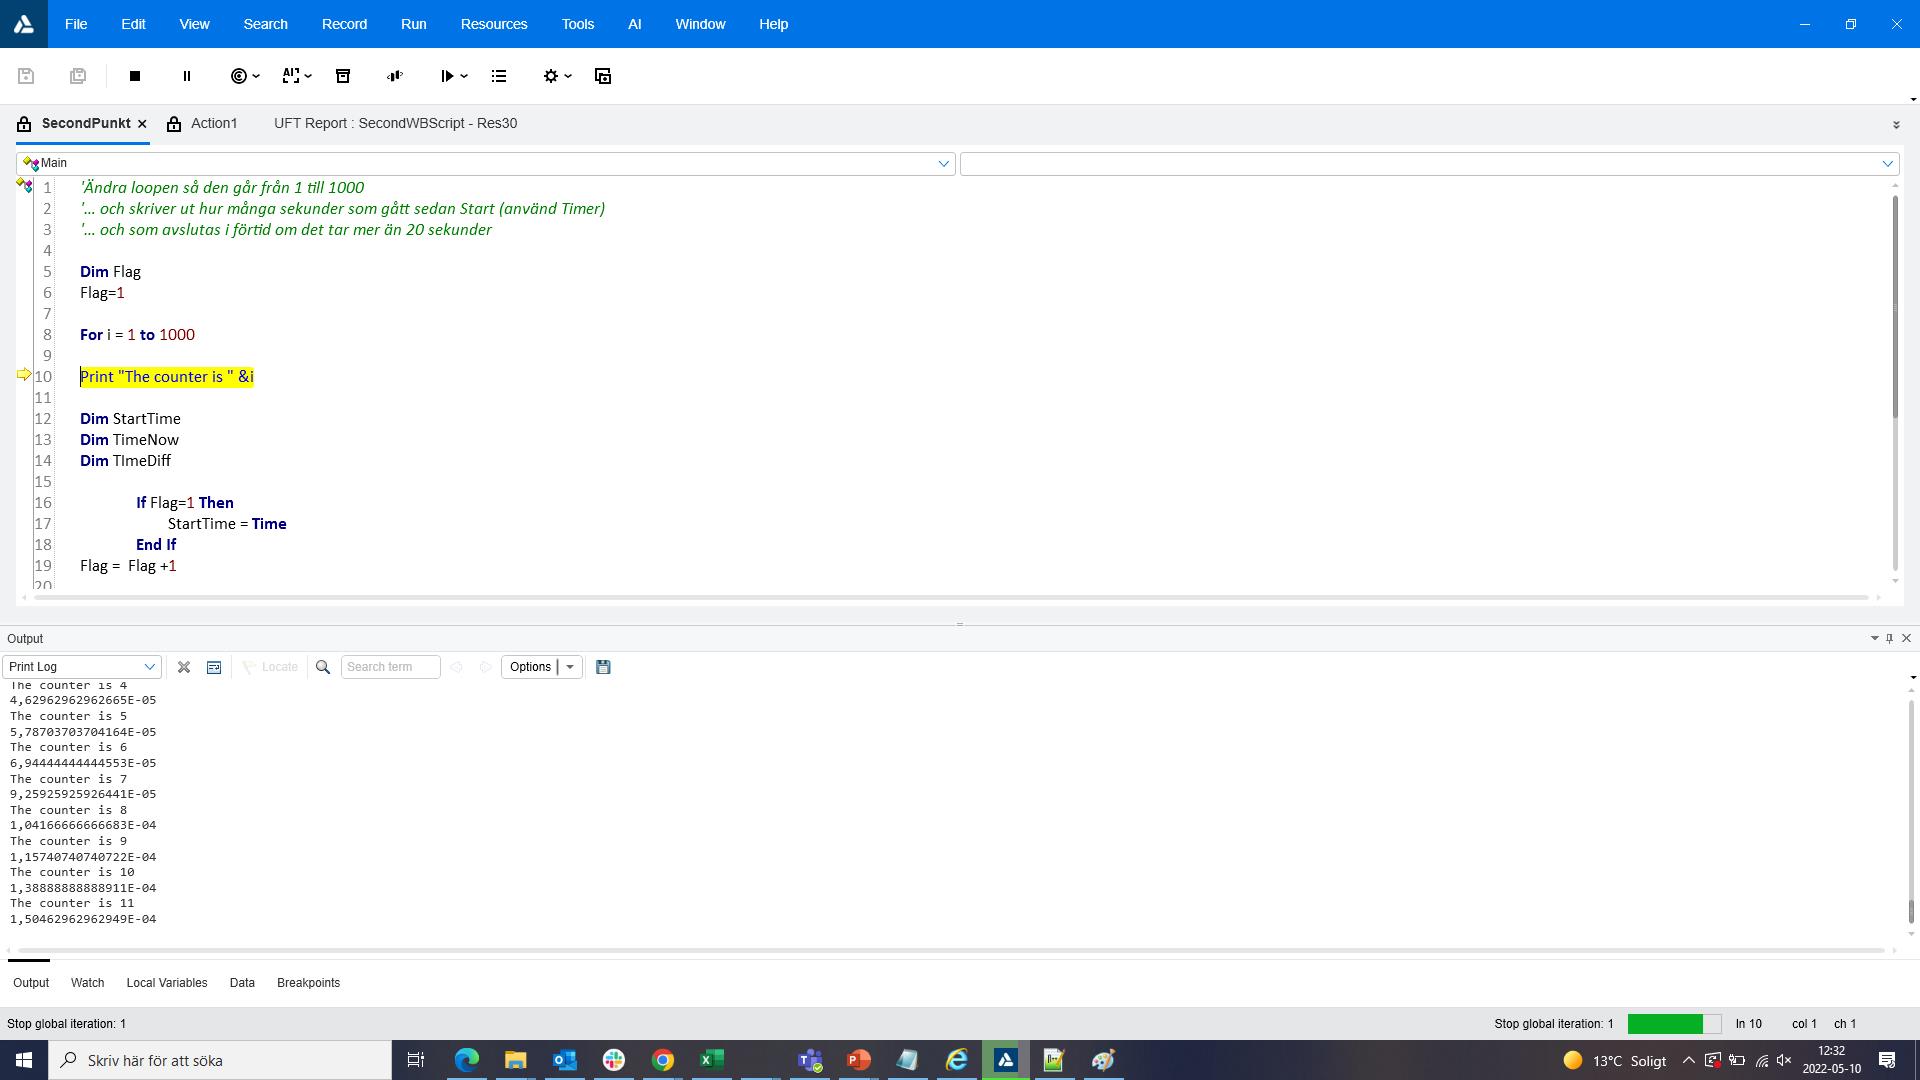 File Edit View Search Record Run Resources Tools AI Window Help
SecondPunkt Action1 UFT Report : SecondWBScript - Res30
Main
1 'Ändra loopen så den går från 1 till 1000
2 '... och skriver ut hur många sekunder som gått sedan Start (använd Timer)
3 '... och som avslutas i förtid om det tar mer än 20 sekunder
4
5 Dim Flag
6 Flag=1
7
8 For i = 1 to 1000
9
10 Print "The counter is " &i
11
12 Dim StartTime
13 Dim TimeNow
14 Dim TImeDiff
15
16 If Flag=1 Then
17 StartTime = Time
18 End If
19 Flag =  Flag +1
20
Output
Print Log Locate Search term Options
The counter is 4
4,62962962962665E-05
The counter is 5
5,78703703704164E-05
The counter is 6
6,94444444444553E-05
The counter is 7
9,25925925926441E-05
The counter is 8
1,04166666666683E-04
The counter is 9
1,15740740740722E-04
The counter is 10
1,38888888888911E-04
The counter is 11
1,50462962962949E-04
Output Watch Local Variables Data Breakpoints
Stop global iteration: 1 Stop global iteration: 1 ln 10 col 1 ch 1
Skriv här för att söka 13°C Soligt 12:32
2022-05-10